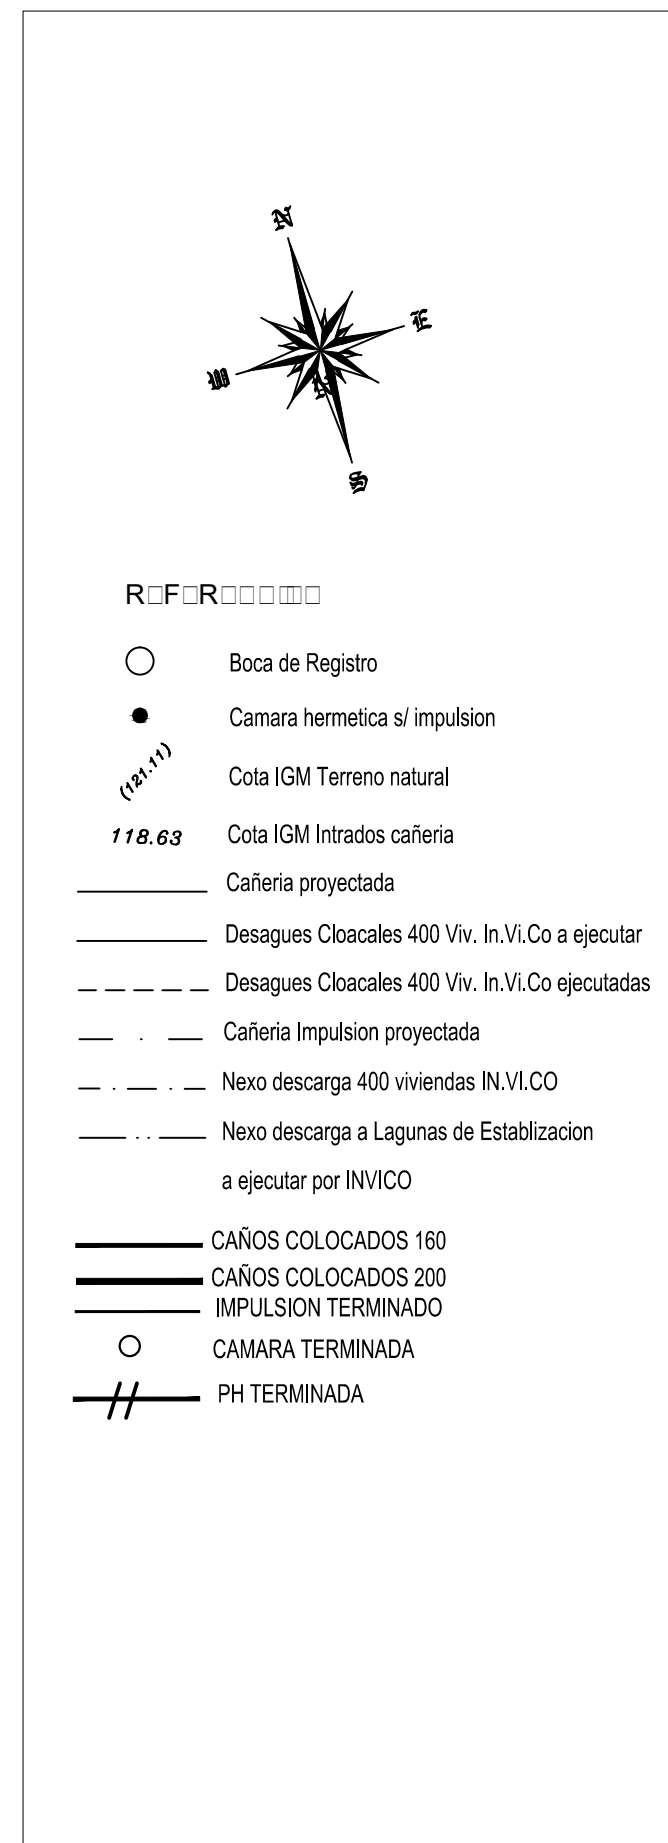 N
E
W
S
Boca de Registro
Camara hermetica s/ impulsion
(121.11)
Cota IGM Terreno natural
118.63
Cota IGM Intrados cañeria
Cañeria proyectada
Desagues Cloacales 400 Viv. In.Vi.Co a ejecutar
Desagues Cloacales 400 Viv. In.Vi.Co ejecutadas
Cañeria Impulsion proyectada
Nexo descarga 400 viviendas IN.VI.CO
Nexo descarga a Lagunas de Establizacion
a ejecutar por INVICO
CAÑOS COLOCADOS 160
CAÑOS COLOCADOS 200
IMPULSION TERMINADO
CAMARA TERMINADA
PH TERMINADA